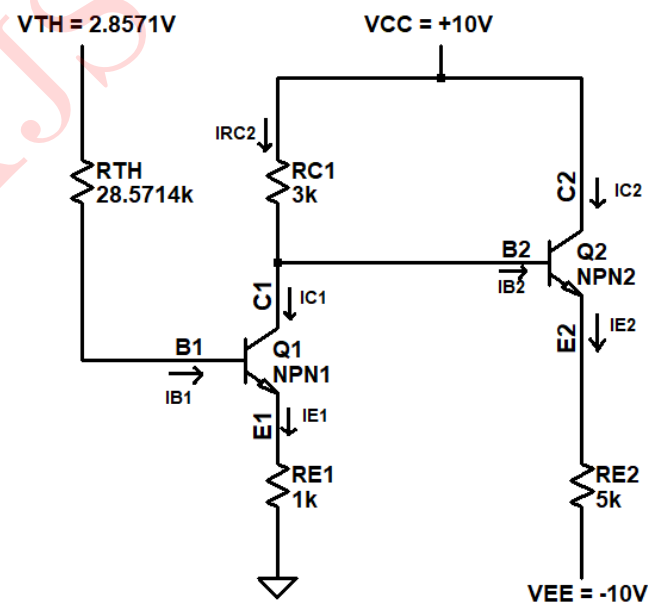 VTH = 2.8571V
VCC = +10V
IRC2
RTH
28.5714k
RC1
3k
C2
IC2
B2
Q2
NPN2
IB2
C1
IC1
B1
Q1
NPN1
IB1
E2
IE2
E1
IE1
RE1
1k
RE2
5k
VEE = -10V